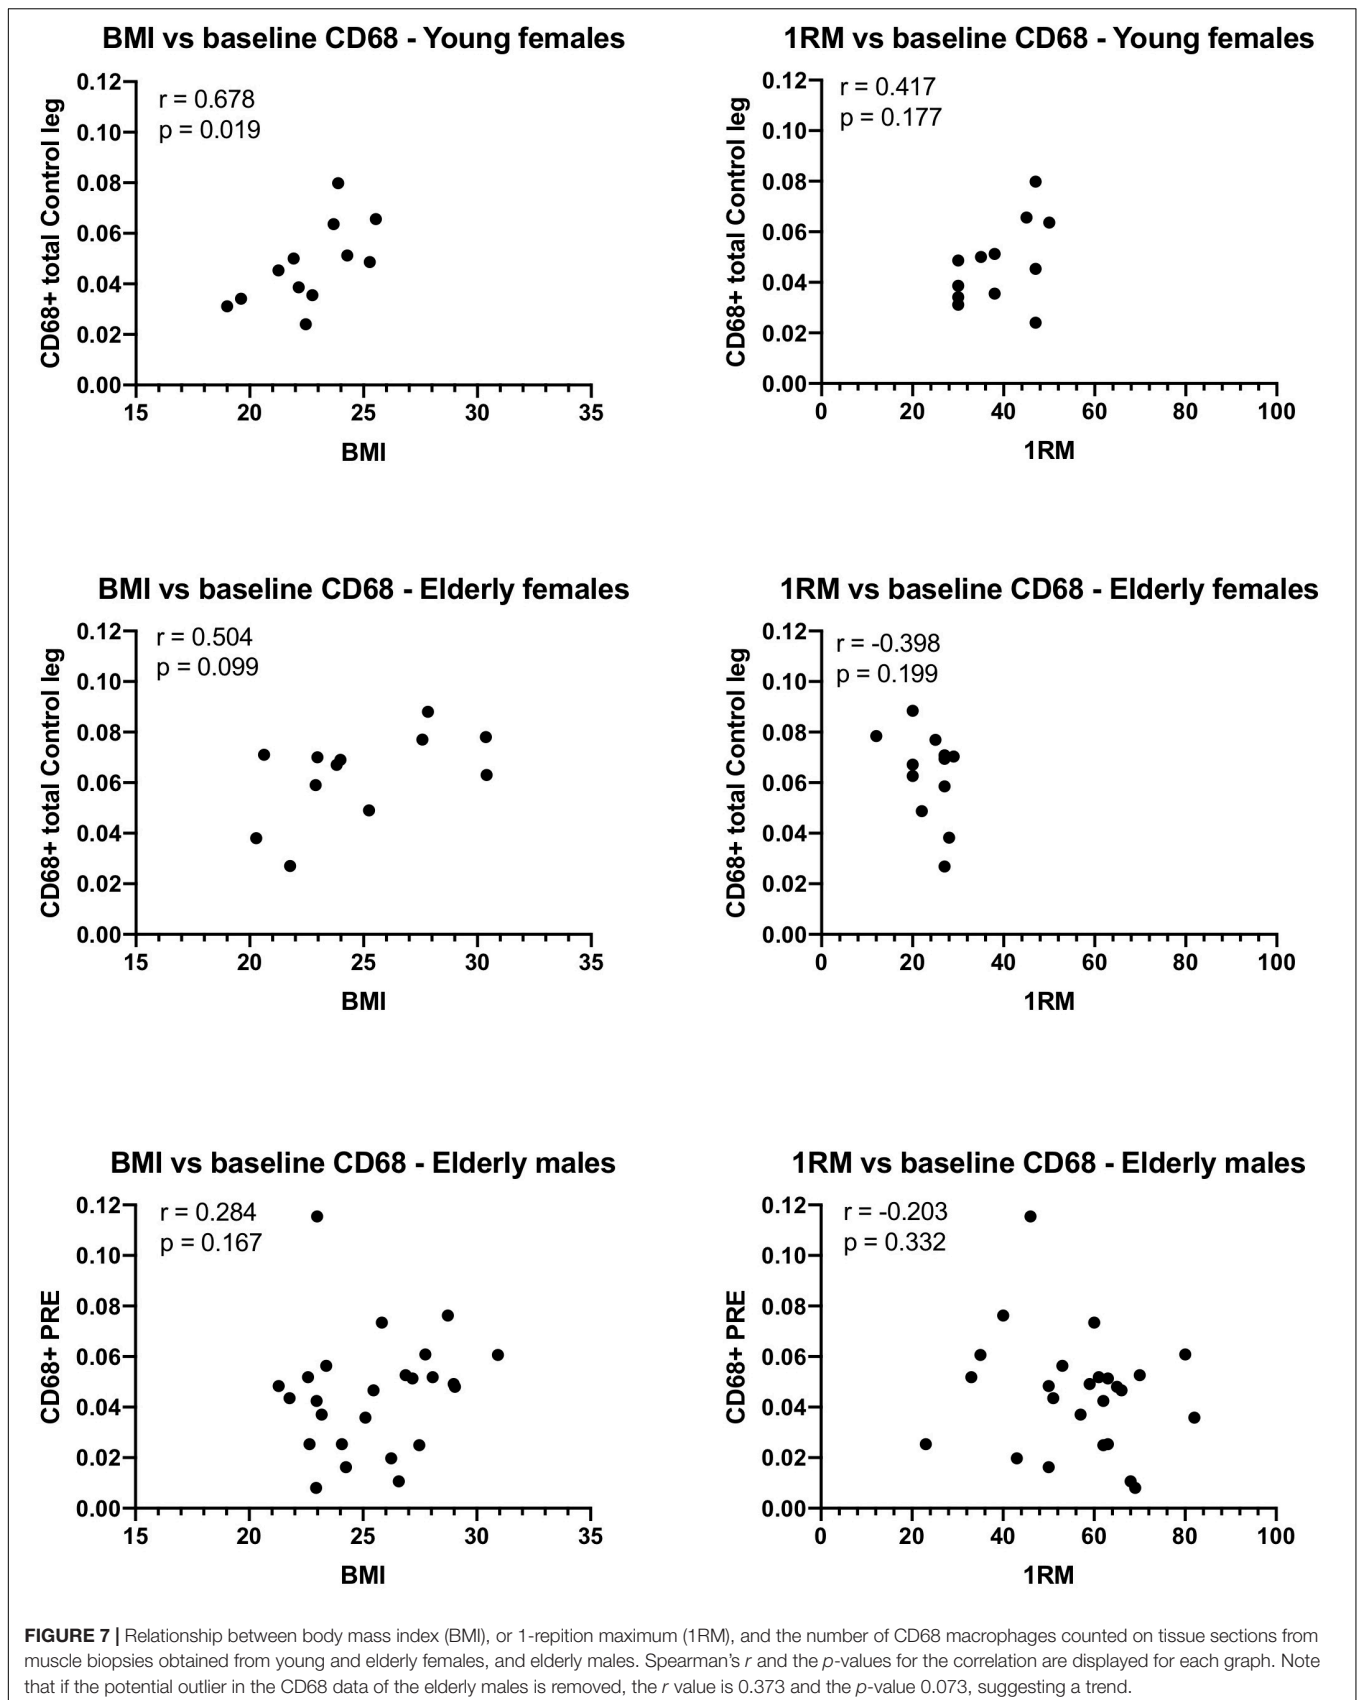 BMI vs baseline CD68 - Young females
r = 0.678
p = 0.019
CD68+ total Control leg
0.12
0.10
0.08
0.06
0.04
0.02
0.00
15 20 25 30 35
BMI
1RM vs baseline CD68 - Young females
r = 0.417
p = 0.177
CD68+ total Control leg
0.12
0.10
0.08
0.06
0.04
0.02
0.00
0 20 40 60 80 100
1RM
BMI vs baseline CD68 - Elderly females
r = 0.504
p = 0.099
CD68+ total Control leg
0.12
0.10
0.08
0.06
0.04
0.02
0.00
15 20 25 30 35
BMI
1RM vs baseline CD68 - Elderly females
r = -0.398
p = 0.199
CD68+ total Control leg
0.12
0.10
0.08
0.06
0.04
0.02
0.00
0 20 40 60 80 100
1RM
BMI vs baseline CD68 - Elderly males
r = 0.284
p = 0.167
CD68+ PRE
0.12
0.10
0.08
0.06
0.04
0.02
0.00
15 20 25 30 35
BMI
1RM vs baseline CD68 - Elderly males
r = -0.203
p = 0.332
CD68+ PRE
0.12
0.10
0.08
0.06
0.04
0.02
0.00
0 20 40 60 80 100
1RM
FIGURE 7 | Relationship between body mass index (BMI), or 1-repition maximum (1RM), and the number of CD68 macrophages counted on tissue sections from
muscle biopsies obtained from young and elderly females, and elderly males. Spearman's r and the p-values for the correlation are displayed for each graph. Note
that if the potential outlier in the CD68 data of the elderly males is removed, the r value is 0.373 and the p-value 0.073, suggesting a trend.